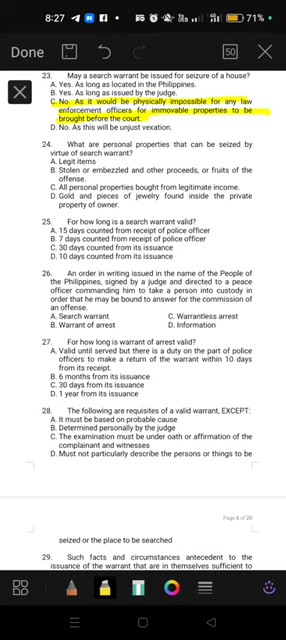 8:27
71%
Done
50
23. May a search warrant be issued for seizure of a house?
A. Yes. As long as located in the Philippines.
B. Yes. As long as issued by the judge.
C. No. As it would be physically impossible for any law
enforcement officers for immovable properties to be
brought before the court.
D. No. As this will be unjust vexation.
24. What are personal properties that can be seized by
virtue of search warrant?
A. Legit items
B. Stolen or embezzled and other proceeds, or fruits of the
offense.
C. All personal properties bought from legitimate income.
D. Gold and pieces of jewelry found inside the private
property of owner.
25. For how long is a search warrant valid?
A. 15 days counted from receipt of police officer
B. 7 days counted from receipt of police officer
C. 30 days counted from its issuance
D. 10 days counted from its issuance
26. An order in writing issued in the name of the People of
the Philippines, signed by a judge and directed to a peace
officer commanding him to take a person into custody in
order that he may be bound to answer for the commission of
an offense.
A. Search warrant C. Warrantless arrest
B. Warrant of arrest D. Information
27. For how long is warrant of arrest valid?
A. Valid until served but there is a duty on the part of police
officers to make a return of the warrant within 10 days
from its receipt.
B. 6 months from its issuance
C. 30 days from its issuance
D. 1 year from its issuance
28. The following are requisites of a valid warrant, EXCEPT:
A. It must be based on probable cause
B. Determined personally by the judge
C. The examination must be under oath or affirmation of the
complainant and witnesses
D. Must not particularly describe the persons or things to be
Page 6 of 25
seized or the place to be searched
29. Such facts and circumstances antecedent to the
issuance of the warrant that are in themselves sufficient to